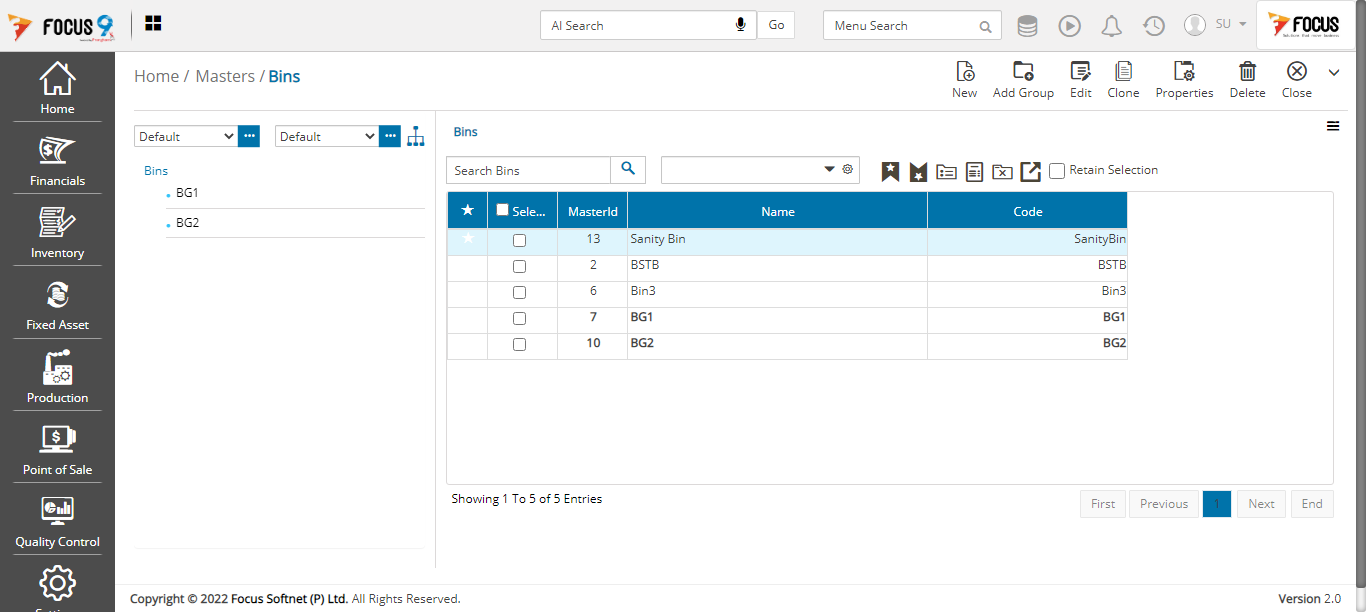 FOCUS 9
AI Search
Go
Menu Search
SU
FOCUS
Home / Masters / Bins
New
Add Group
Edit
Clone
Properties
Delete
Close
Home
Financials
Inventory
Fixed Asset
Production
Point of Sale
Quality Control
Default
Default
Bins
BG1
BG2
Bins
Search Bins
Retain Selection
★ Sele... MasterId Name Code
13 Sanity Bin SanityBin
2 BSTB BSTB
6 Bin3 Bin3
7 BG1 BG1
10 BG2 BG2
Showing 1 To 5 of 5 Entries
First Previous 1 Next End
Copyright © 2022 Focus Softnet (P) Ltd. All Rights Reserved.
Version 2.0